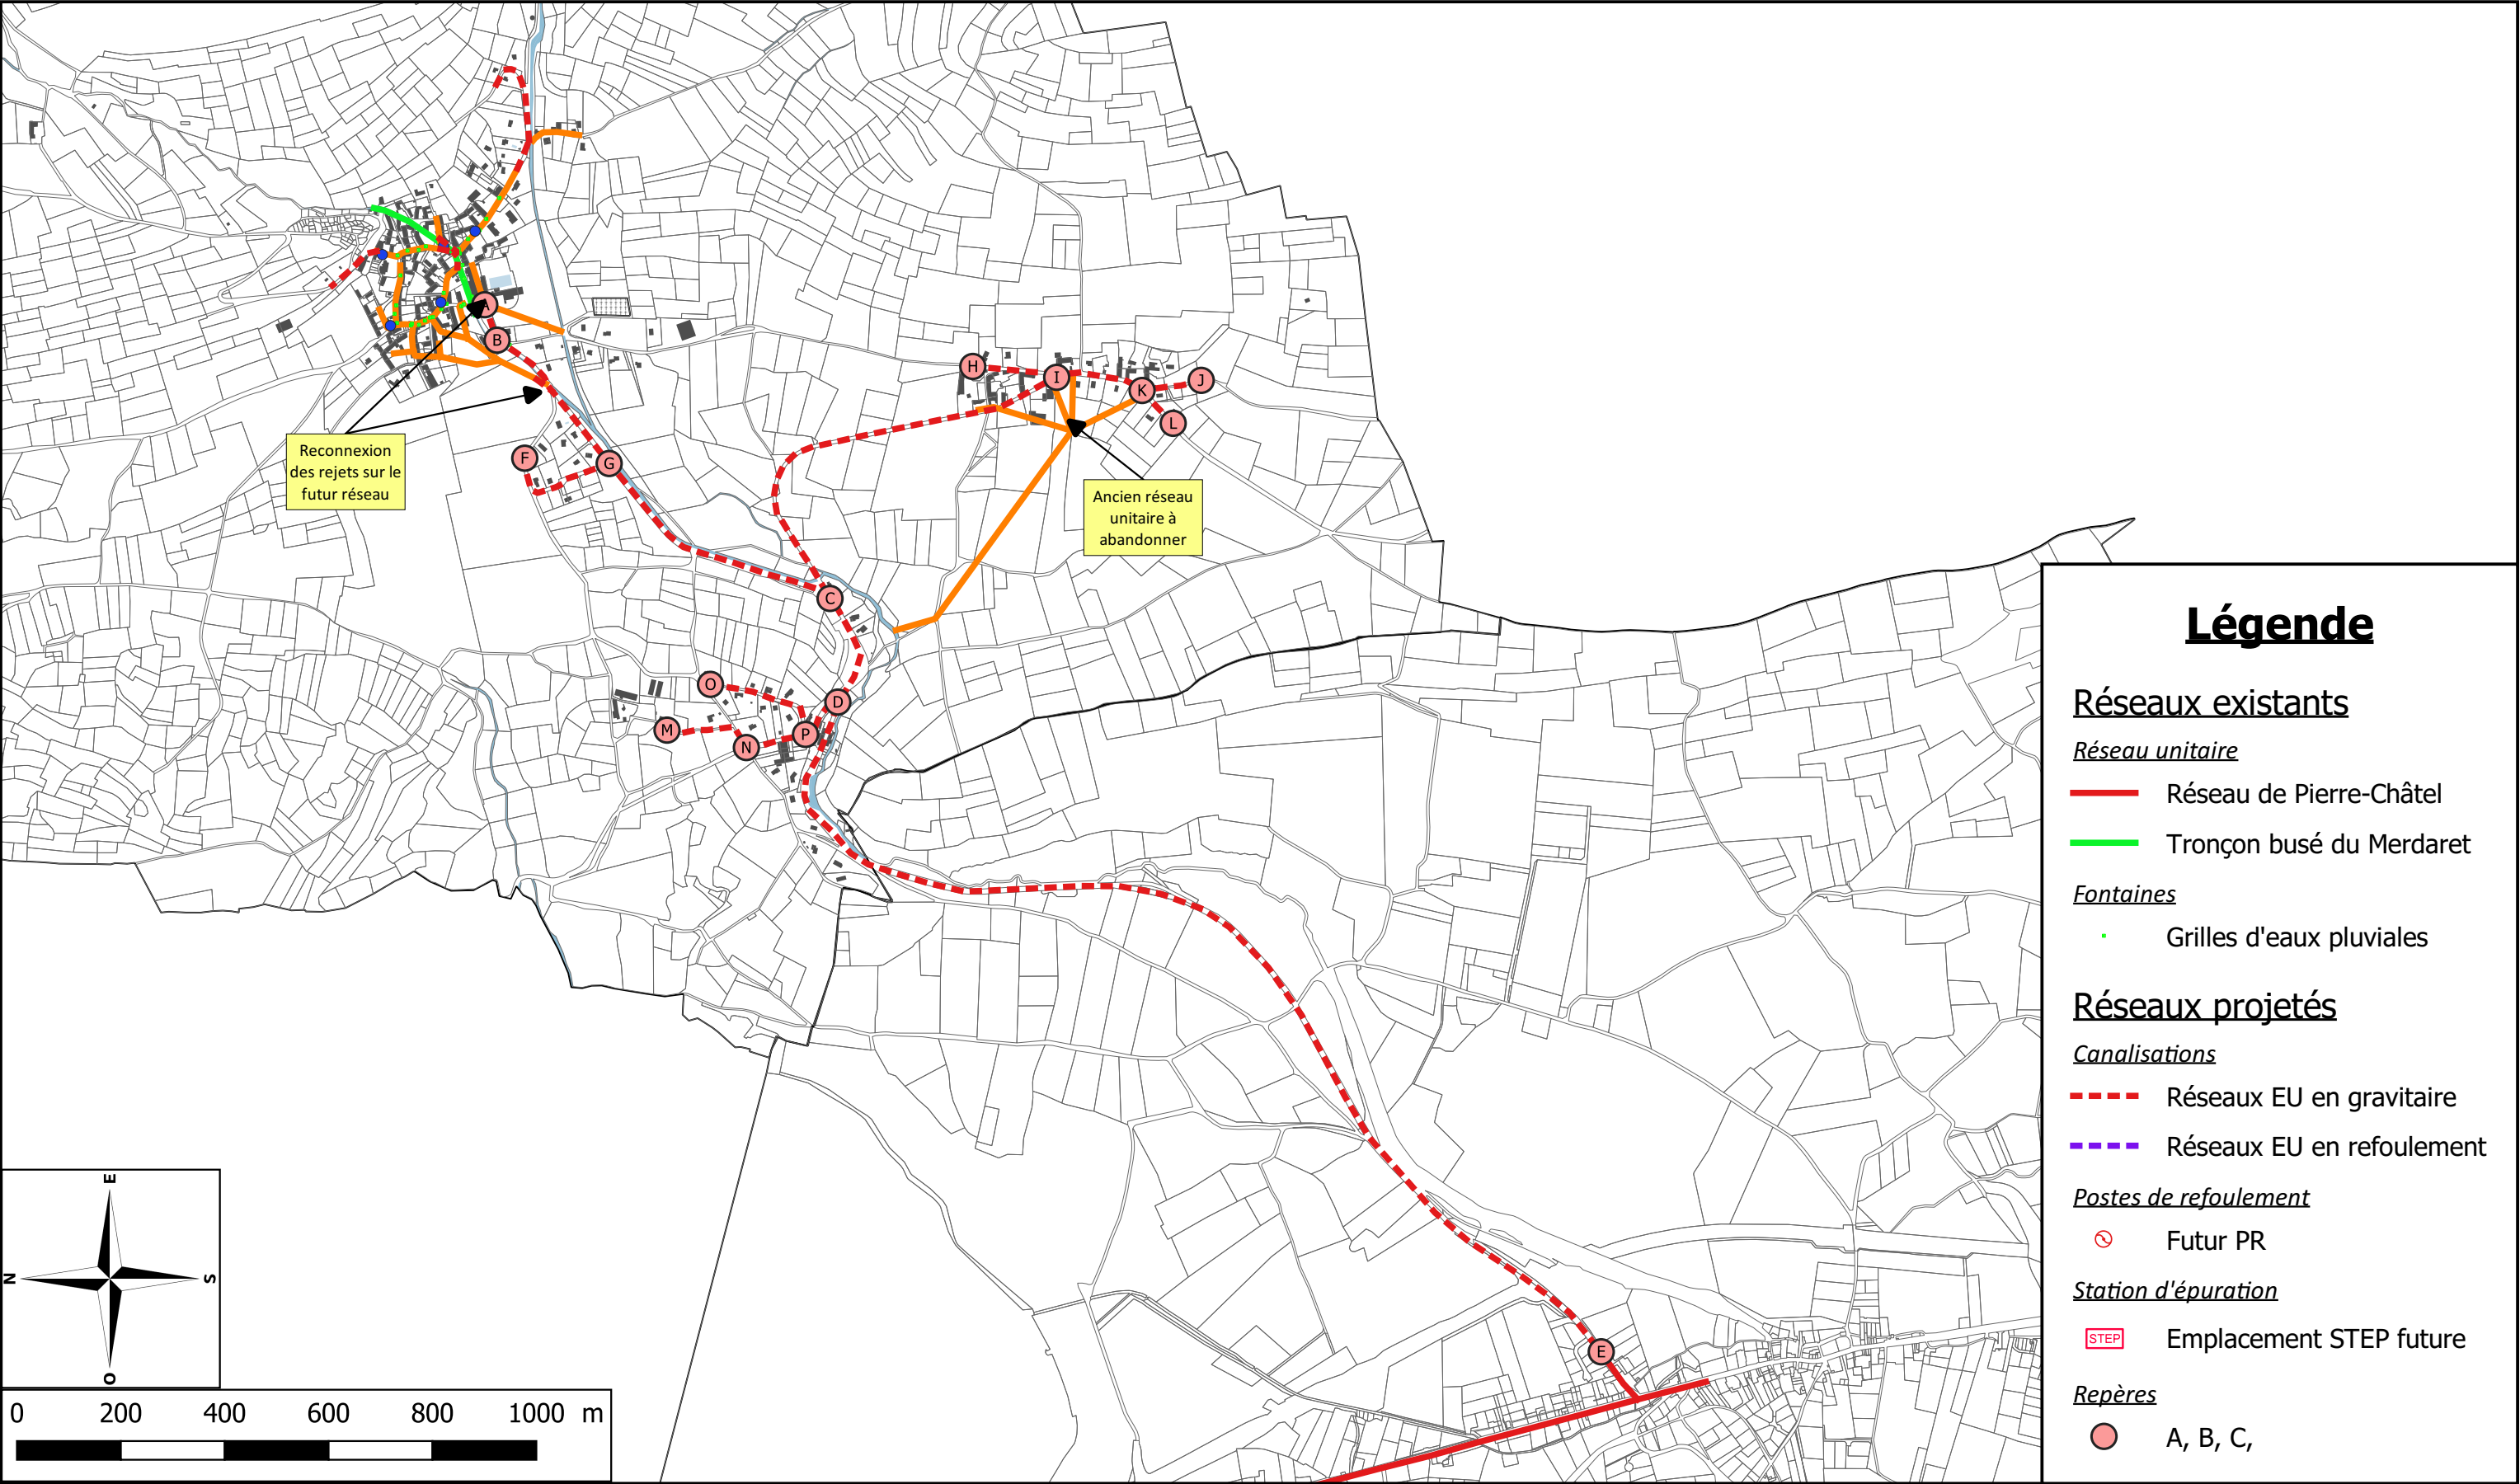 A
B
H
I
K
J
L
F
G
Reconnexion
des rejets sur le
futur réseau
Ancien réseau
unitaire à
abandonner
C
O
D
M
N
P
E
Légende
Réseaux existants
Réseau unitaire
Réseau de Pierre-Châtel
Tronçon busé du Merdaret
Fontaines
Grilles d'eaux pluviales
Réseaux projetés
Canalisations
Réseaux EU en gravitaire
Réseaux EU en refoulement
Postes de refoulement
Futur PR
Station d'épuration
STEP Emplacement STEP future
Repères
A, B, C,
E
N
S
O
0 200 400 600 800 1000 m